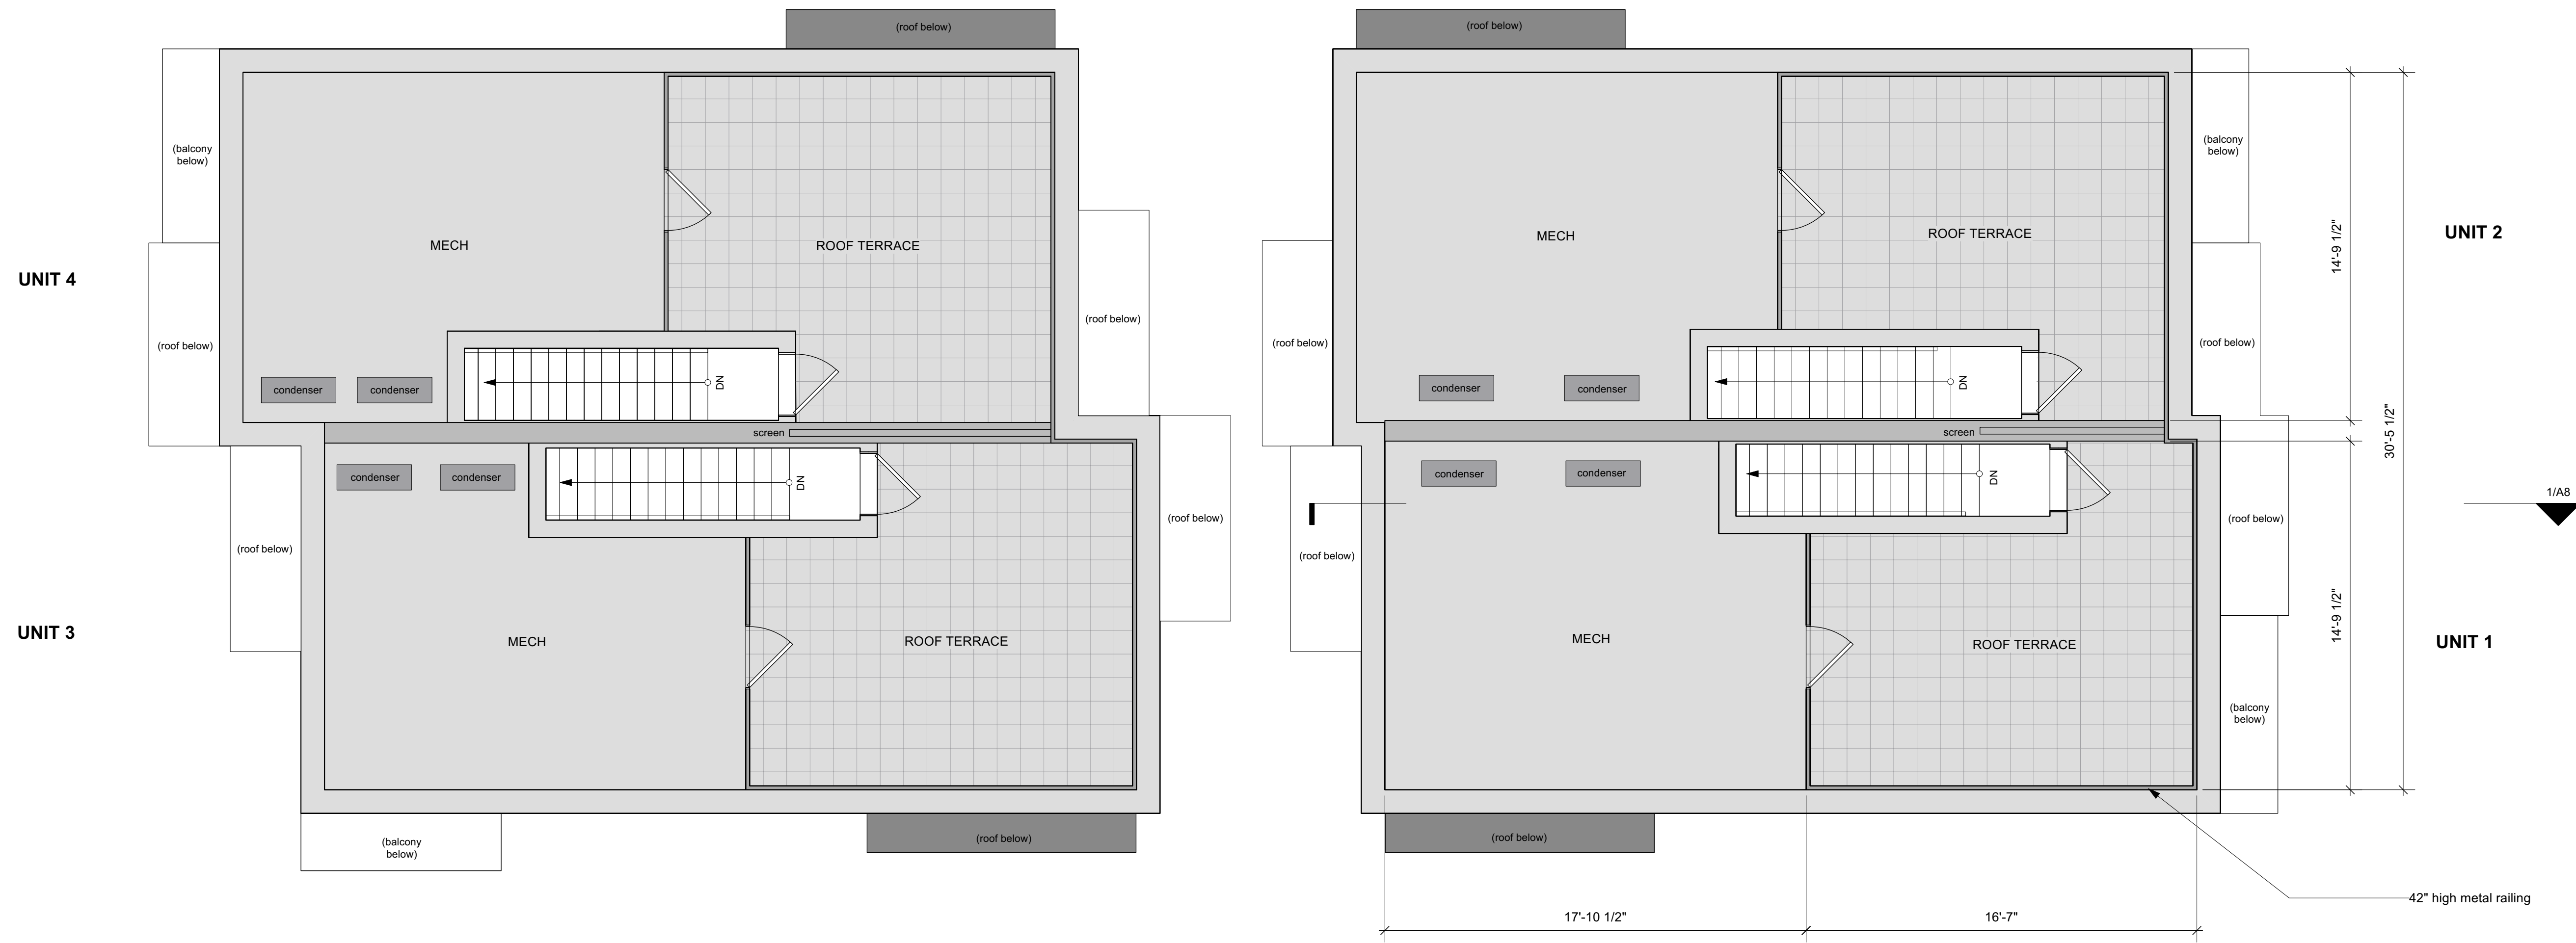 (roof below)
(roof below)
(balcony
below)
(balcony
below)
MECH
ROOF TERRACE
MECH
ROOF TERRACE
14'-9 1/2"
UNIT 2
UNIT 4
(roof below)
(roof below)
(roof below)
(roof below)
condenser
condenser
DN
condenser
condenser
DN
screen
screen
30'-5 1/2"
condenser
condenser
DN
condenser
condenser
DN
1/A8
(roof below)
(roof below)
(roof below)
(roof below)
14'-9 1/2"
UNIT 3
MECH
ROOF TERRACE
MECH
ROOF TERRACE
UNIT 1
(balcony
below)
(balcony
below)
(roof below)
(roof below)
42" high metal railing
17'-10 1/2"
16'-7"